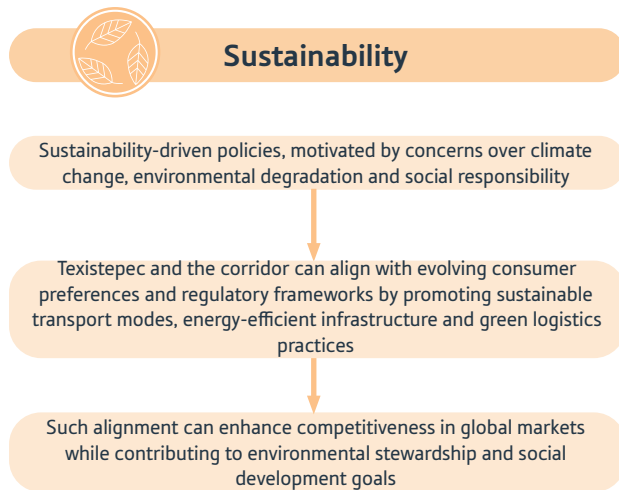 Sustainability
Sustainability-driven policies, motivated by concerns over climate
change, environmental degradation and social responsibility
Texistepec and the corridor can align with evolving consumer
preferences and regulatory frameworks by promoting sustainable
transport modes, energy-efficient infrastructure and green logistics
practices
Such alignment can enhance competitiveness in global markets
while contributing to environmental stewardship and social
development goals